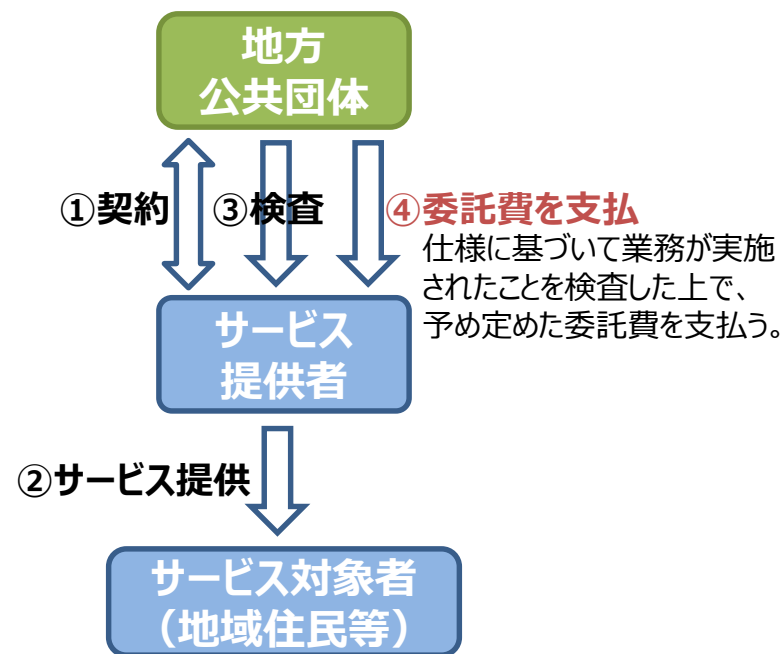 地方
公共団体
①契約
③検査
④委託費を支払
仕様に基づいて業務が実施
されたことを検査した上で、
予め定めた委託費を支払う。
サービス
提供者
②サービス提供
サービス対象者
（地域住民等）